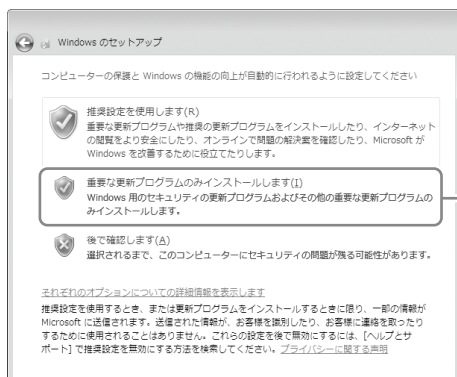 Windows のセットアップ
コンピューターの保護と Windows の機能の向上が自動的に行われるように設定してください
推奨設定を使用します(R)
重要な更新プログラムや推奨の更新プログラムをインストールしたり、インターネット
の閲覧をより安全にしたり、オンラインで問題の解決案を確認したり、Microsoft が
Windows を改善するために役立てたりします。
重要な更新プログラムのみインストールします(I)
Windows 用のセキュリティの更新プログラムおよびその他の重要な更新プログラムの
みインストールします。
後で確認します(A)
選択されるまで、このコンピューターにセキュリティの問題が残る可能性があります。
それぞれのオプションについての詳細情報を表示します
推奨設定を使用するとき、または更新プログラムをインストールするときに限り、一部の情報が
Microsoft に送信されます。送信された情報が、お客様を識別したり、お客様に連絡を取ったり
するために使用されることはありません。これらの設定を後で無効にするには、[ヘルプとサ
ポート] で推奨設定を無効にする方法を検索してください。プライバシーに関する声明